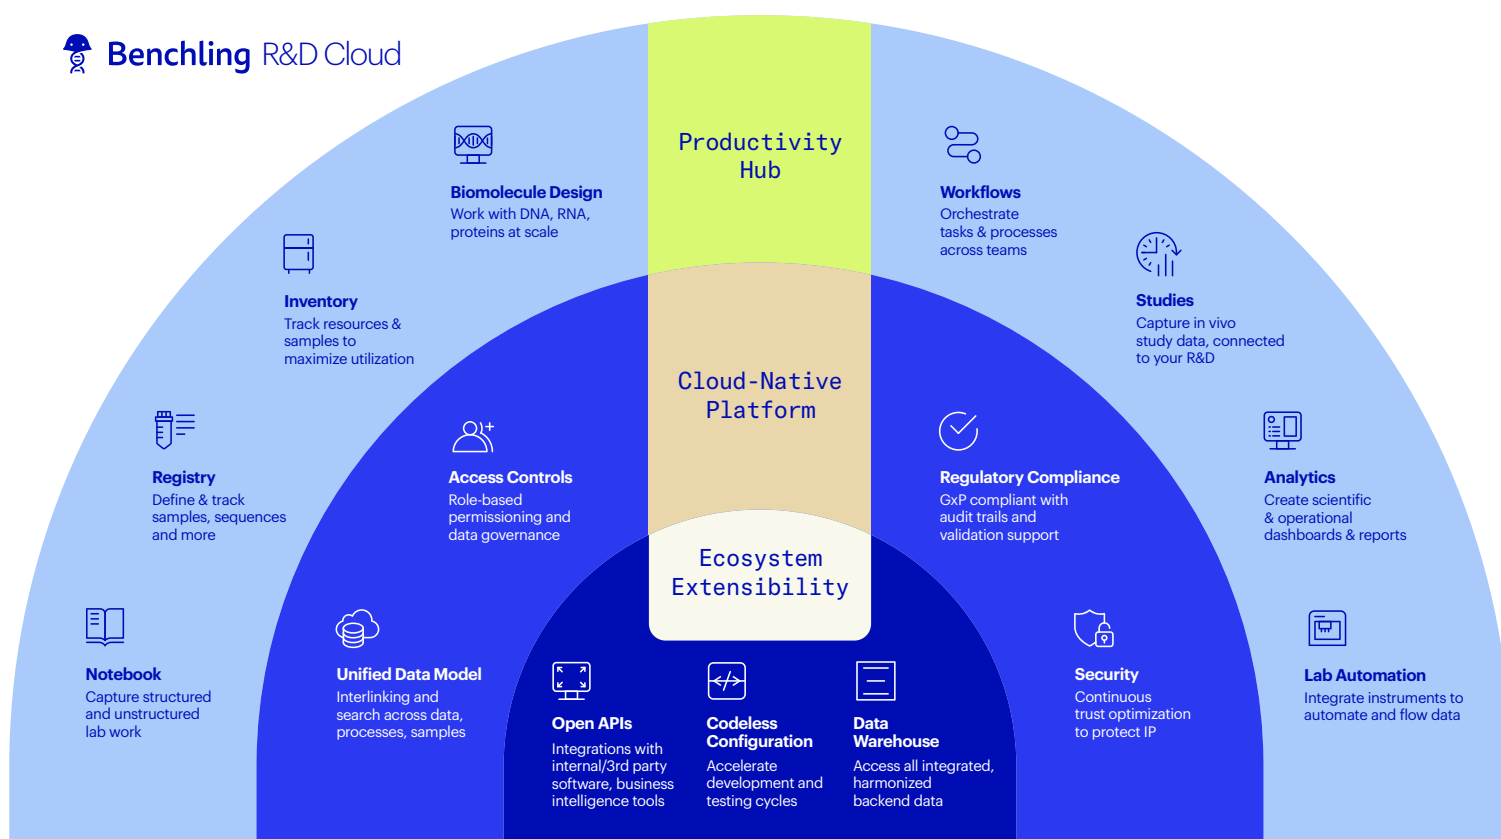 Benchling R&D Cloud
Productivity
Hub
Biomolecule Design
Work with DNA, RNA,
proteins at scale
Workflows
Orchestrate
tasks & processes
across teams
Inventory
Track resources &
samples to
maximize utilization
Studies
Capture in vivo
study data, connected
to your R&D
Cloud-Native
Platform
Registry
Define & track
samples, sequences
and more
Access Controls
Role-based
permissioning and
data governance
Regulatory Compliance
GxP compliant with
audit trails and
validation support
Analytics
Create scientific
& operational
dashboards & reports
Ecosystem
Extensibility
Notebook
Capture structured
and unstructured
lab work
Unified Data Model
Interlinking and
search across data,
processes, samples
Open APIs
Integrations with
internal/3rd party
software, business
intelligence tools
Codeless
Configuration
Accelerate
development and
testing cycles
Data
Warehouse
Access all integrated,
harmonized
backend data
Security
Continuous
trust optimization
to protect IP
Lab Automation
Integrate instruments to
automate and flow data